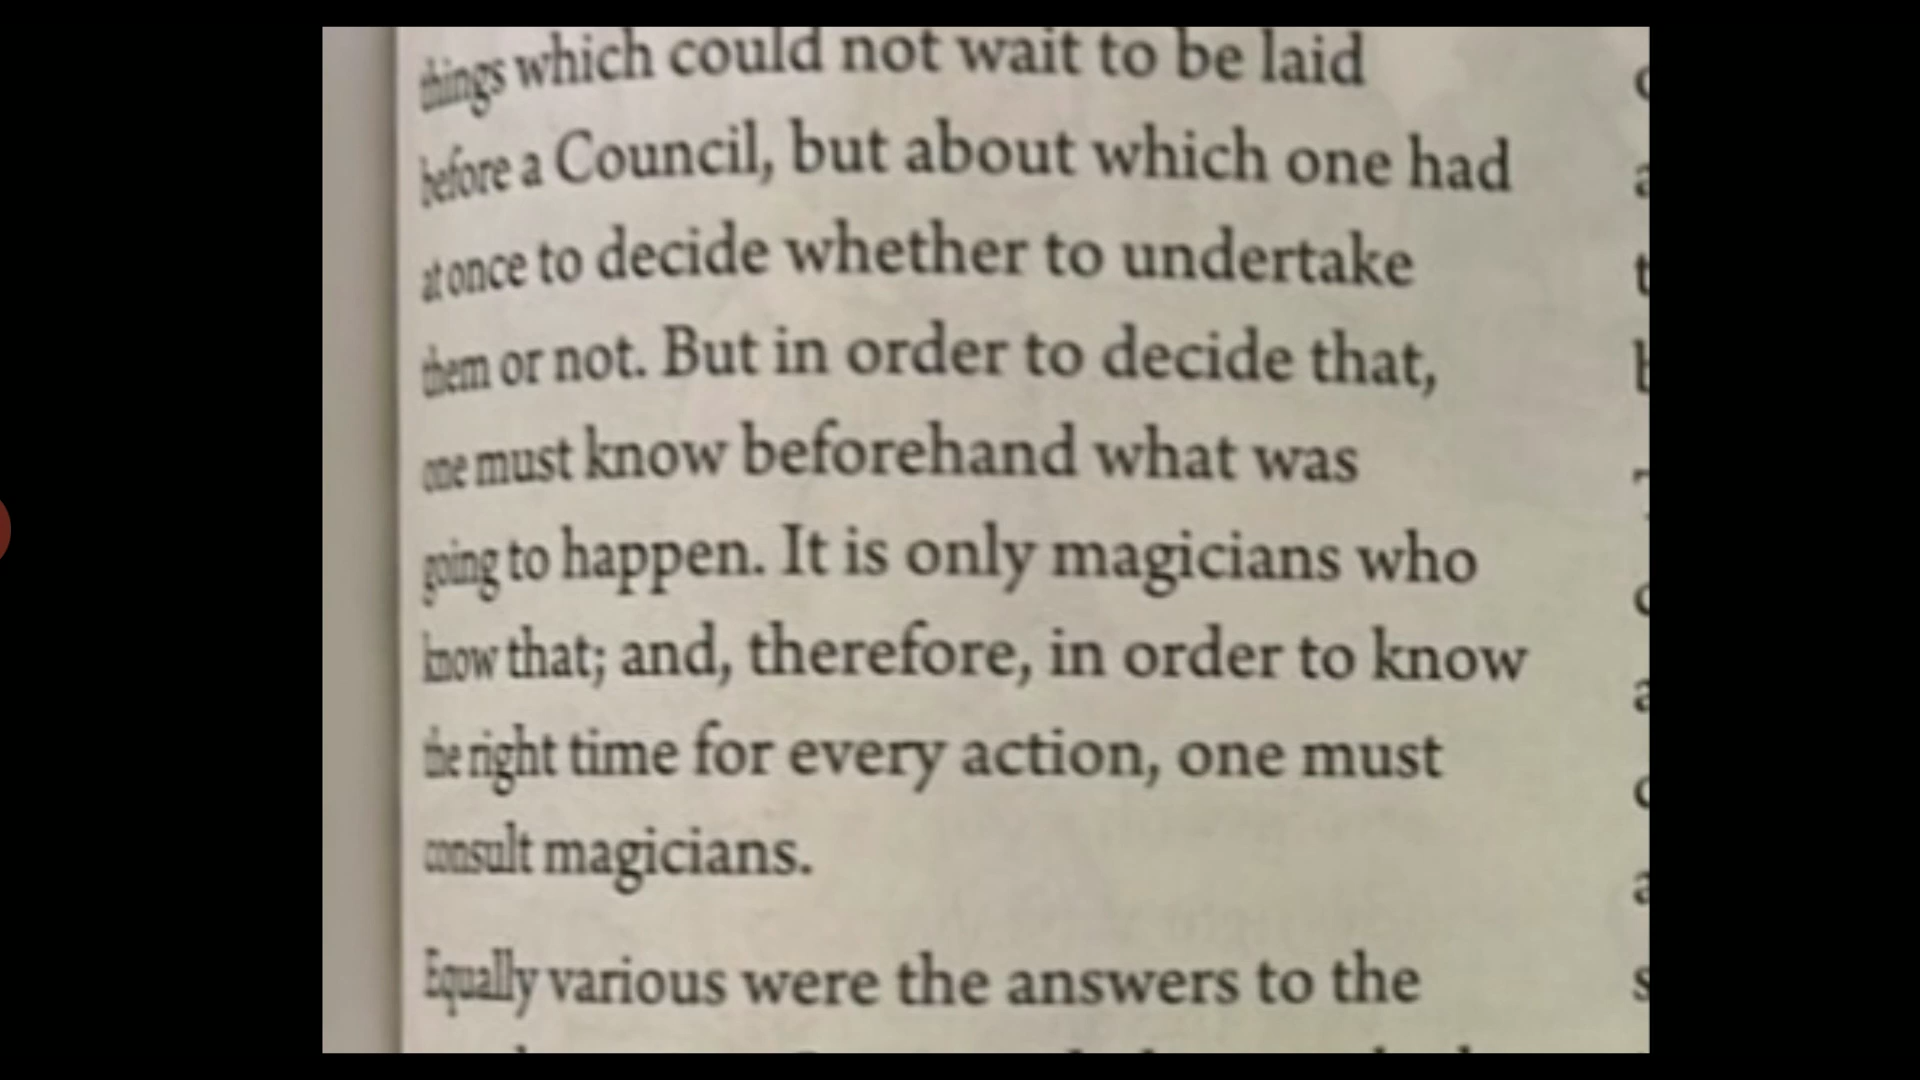 things which could not wait to be laid
before a Council, but about which one had
at once to decide whether to undertake
them or not. But in order to decide that,
one must know beforehand what was
going to happen. It is only magicians who
know that; and, therefore, in order to know
the right time for every action, one must
consult magicians.
Equally various were the answers to the